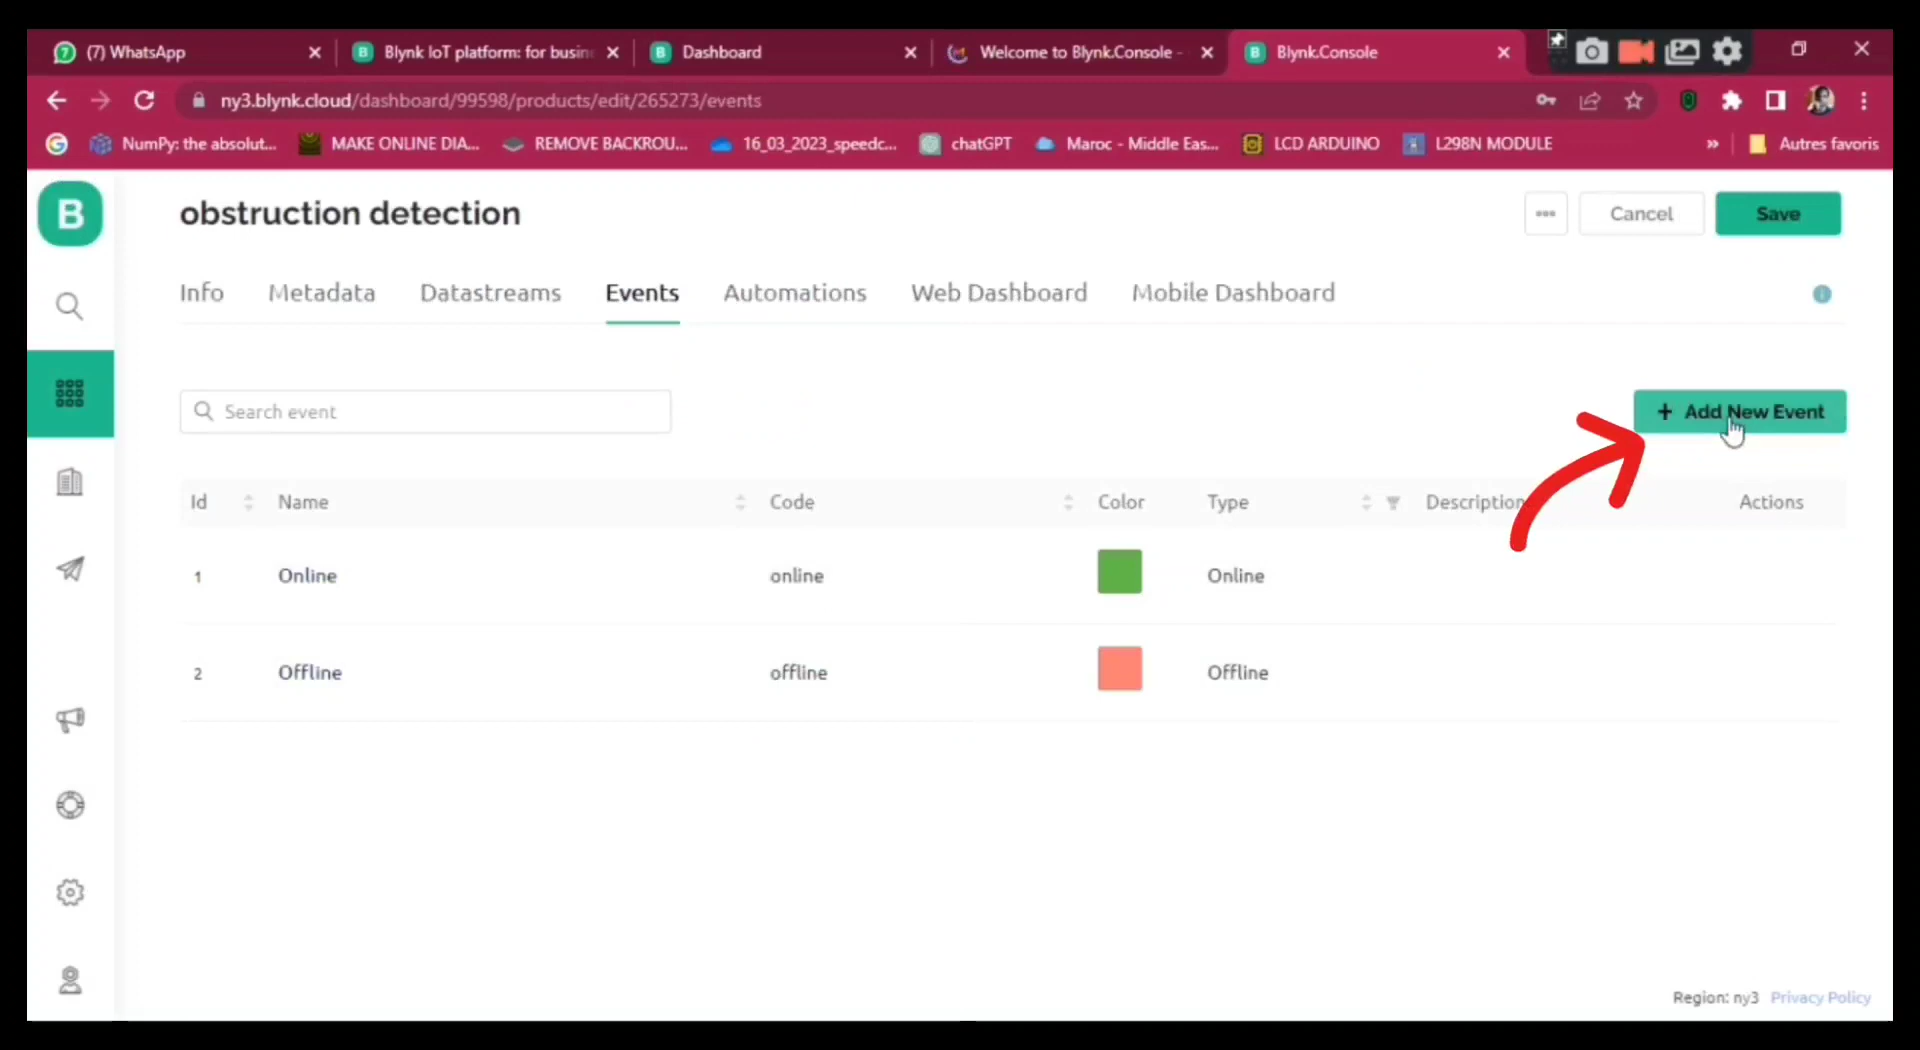 (7) WhatsApp
Blynk IoT platform: for busin
Dashboard
Welcome to Blynk.Console -
Blynk.Console
ny3.blynk.cloud/dashboard/99598/products/edit/265273/events
NumPy: the absolut...
MAKE ONLINE DIA...
REMOVE BACKROU...
16_03_2023_speedc...
chatGPT
Maroc - Middle Eas...
LCD ARDUINO
L298N MODULE
»
Autres favoris
B
obstruction detection
Cancel
Save
Info
Metadata
Datastreams
Events
Automations
Web Dashboard
Mobile Dashboard
Search event
+ Add New Event
Id
Name
Code
Color
Type
Description
Actions
1
Online
online
Online
2
Offline
offline
Offline
Region: ny3
Privacy Policy